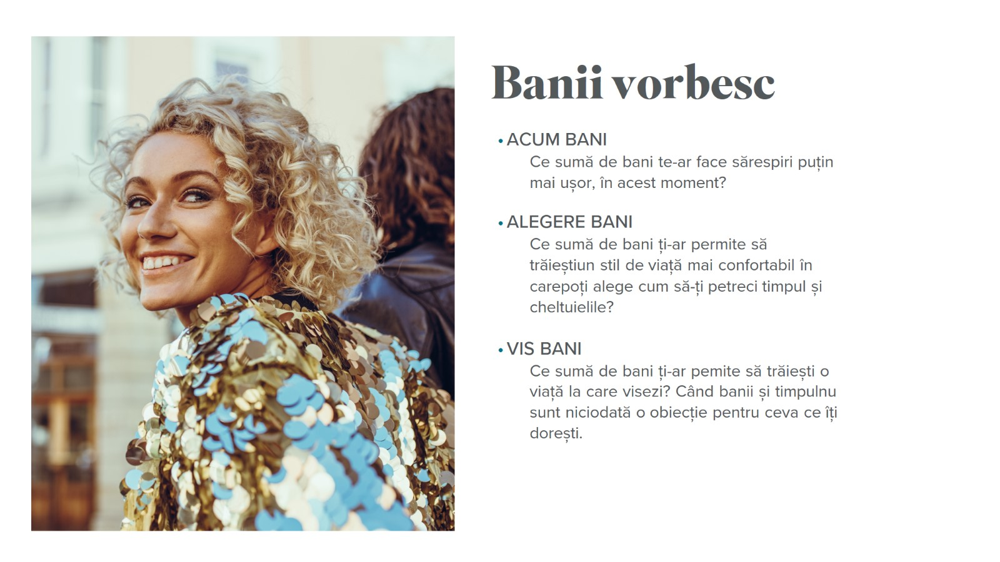 Banii vorbesc
• ACUM BANI
Ce sumă de bani te-ar face sărespiri puțin
mai ușor, în acest moment?
• ALEGERE BANI
Ce sumă de bani ți-ar permite să
trăieștiun stil de viață mai confortabil în
carepoți alege cum să-ți petreci timpul și
cheltuielile?
• VIS BANI
Ce sumă de bani ți-ar pemite să trăiești o
viață la care visezi? Când banii și timpulnu
sunt niciodată o obiecție pentru ceva ce îți
dorești.